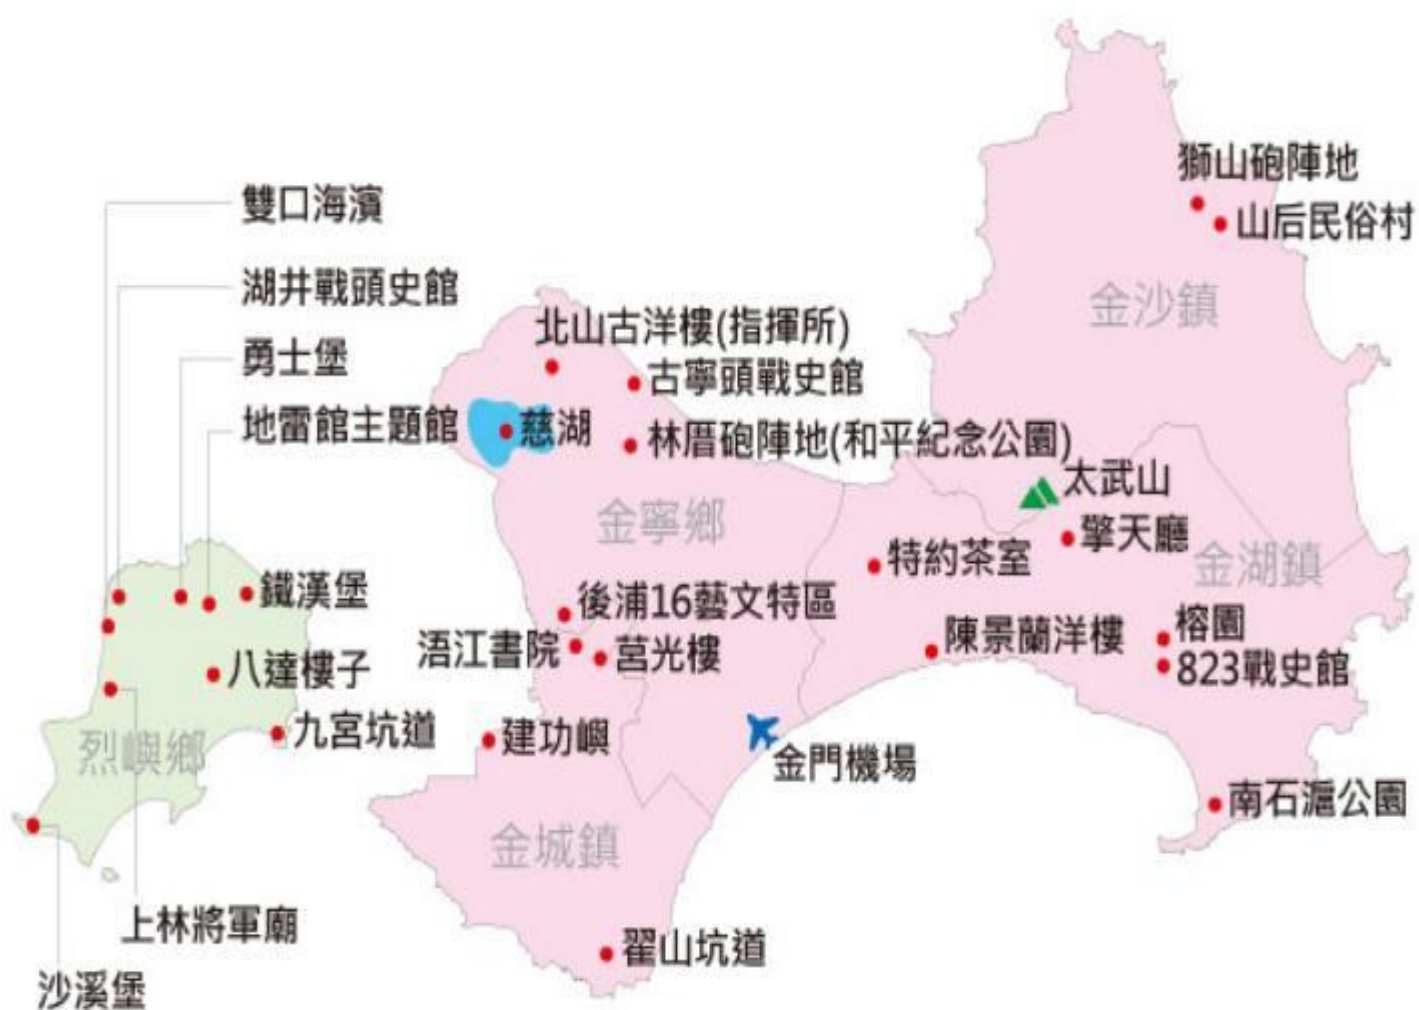 獅山砲陣地
山后民俗村
雙口海濱
湖井戰頭史館
金沙鎮
北山古洋樓(指揮所)
勇士堡
古寧頭戰史館
地雷館主題館
慈湖
林厝砲陣地(和平紀念公園)
太武山
金寧鄉
擎天廳
特約茶室
金湖鎮
鐵漢堡
後浦16藝文特區
榕園
浯江書院
莒光樓
陳景蘭洋樓
823戰史館
八達樓子
九宮坑道
建功嶼
烈嶼鄉
金門機場
南石滬公園
金城鎮
上林將軍廟
翟山坑道
沙溪堡